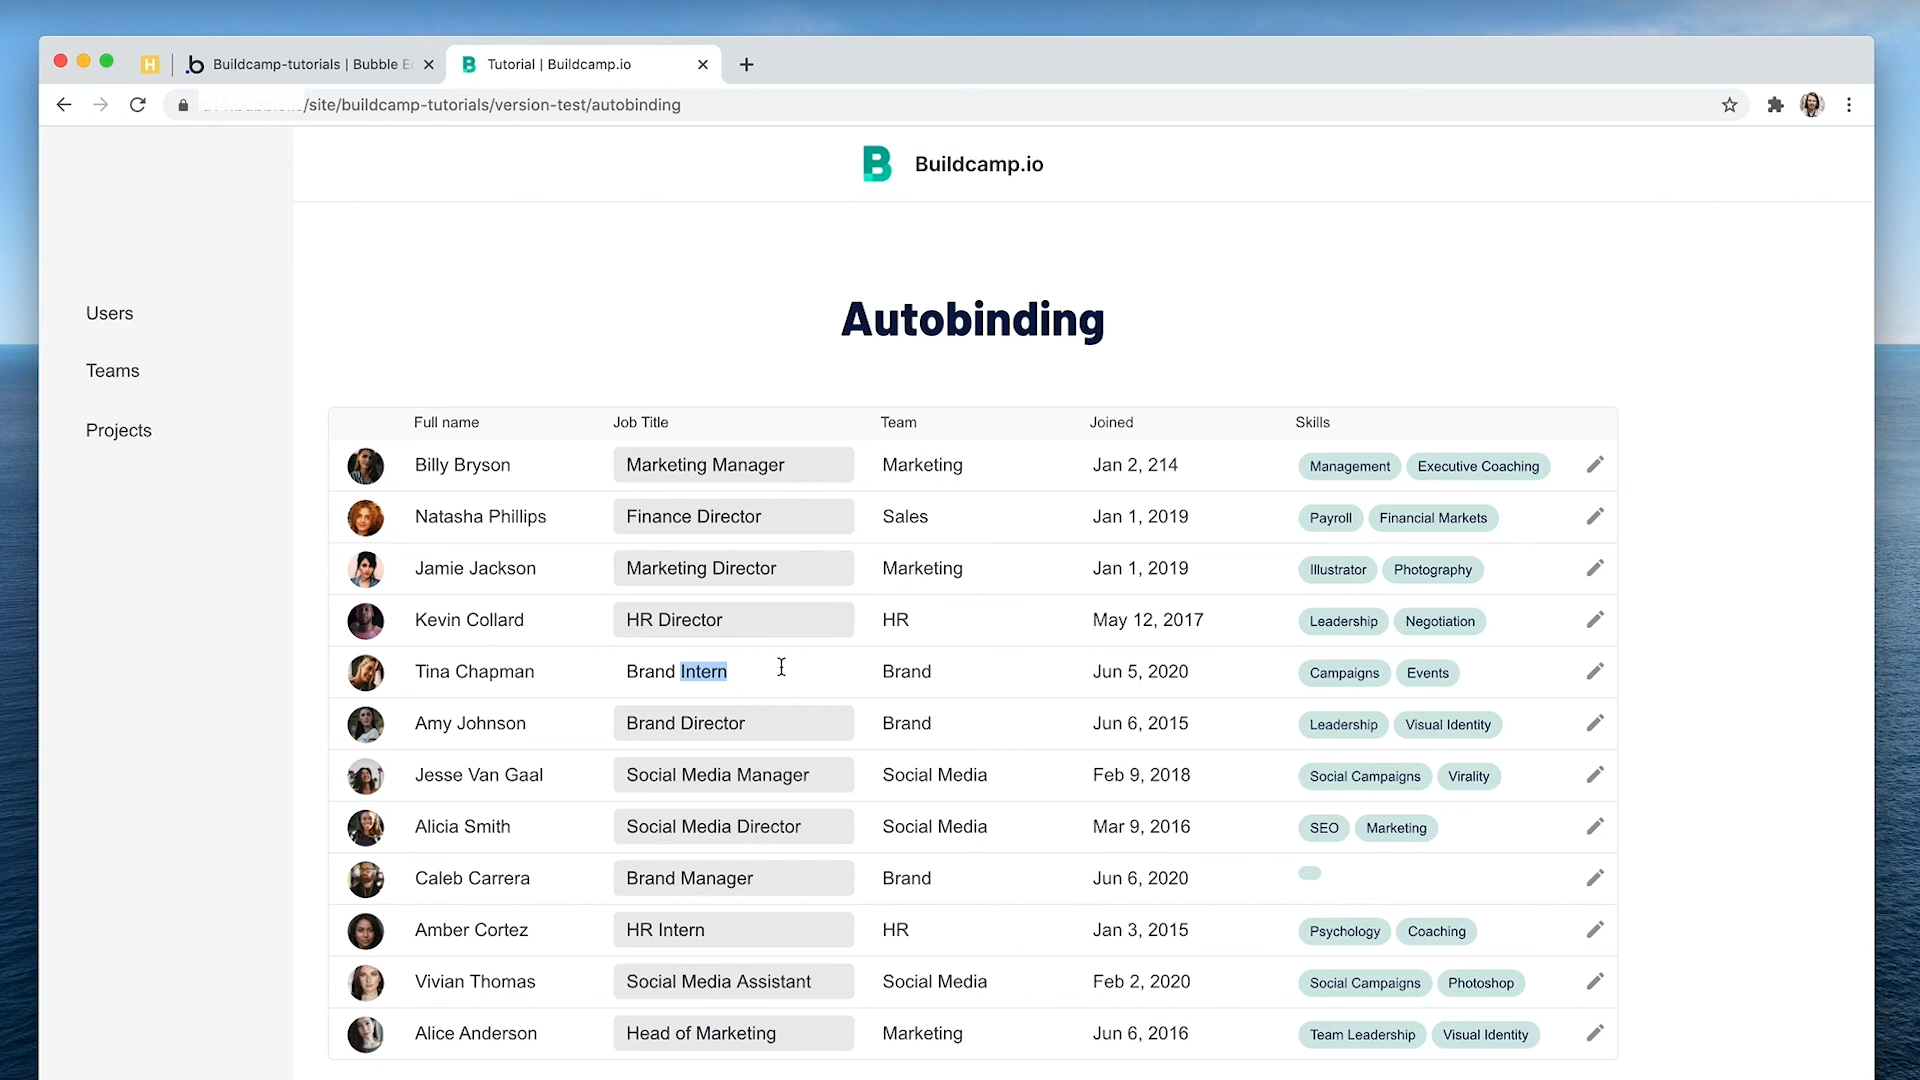 H
Buildcamp-tutorials | Bubble E
Tutorial | Buildcamp.io
/site/buildcamp-tutorials/version-test/autobinding
B Buildcamp.io
Users
Teams
Projects
Autobinding
Full name Job Title Team Joined Skills
Billy Bryson Marketing Manager Marketing Jan 2, 214 Management Executive Coaching
Natasha Phillips Finance Director Sales Jan 1, 2019 Payroll Financial Markets
Jamie Jackson Marketing Director Marketing Jan 1, 2019 Illustrator Photography
Kevin Collard HR Director HR May 12, 2017 Leadership Negotiation
Tina Chapman Brand Intern Brand Jun 5, 2020 Campaigns Events
Amy Johnson Brand Director Brand Jun 6, 2015 Leadership Visual Identity
Jesse Van Gaal Social Media Manager Social Media Feb 9, 2018 Social Campaigns Virality
Alicia Smith Social Media Director Social Media Mar 9, 2016 SEO Marketing
Caleb Carrera Brand Manager Brand Jun 6, 2020
Amber Cortez HR Intern HR Jan 3, 2015 Psychology Coaching
Vivian Thomas Social Media Assistant Social Media Feb 2, 2020 Social Campaigns Photoshop
Alice Anderson Head of Marketing Marketing Jun 6, 2016 Team Leadership Visual Identity